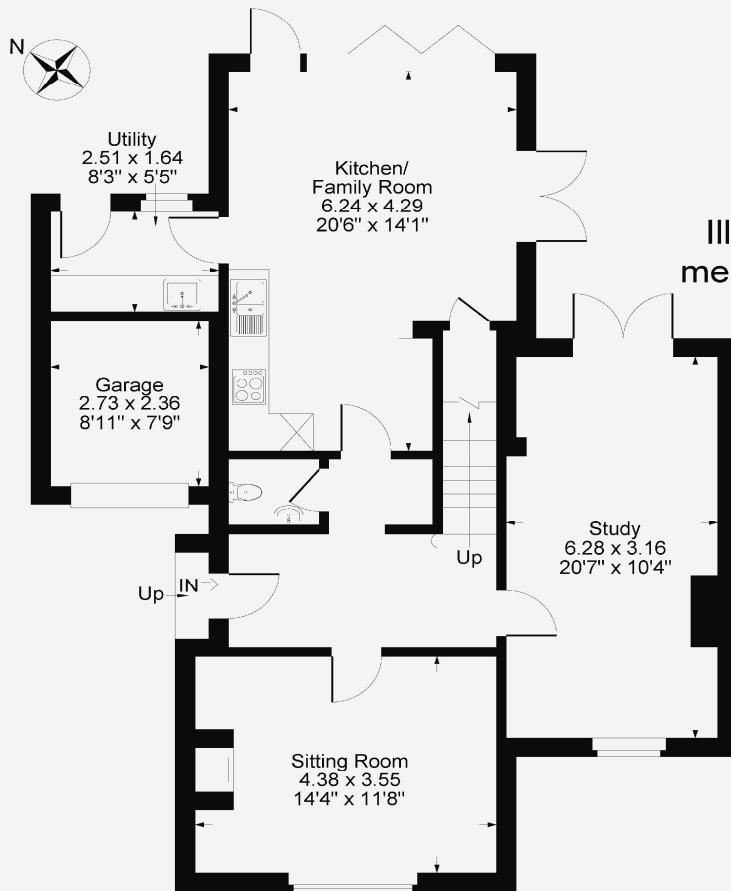 N
Utility
2.51 x 1.64
8'3" x 5'5"
Kitchen/
Family Room
6.24 x 4.29
20'6" x 14'1"
Ill
me
Garage
2.73 x 2.36
8'11" x 7'9"
Study
6.28 x 3.16
20'7" x 10'4"
Up
Up
IN
Sitting Room
4.38 x 3.55
14'4" x 11'8"